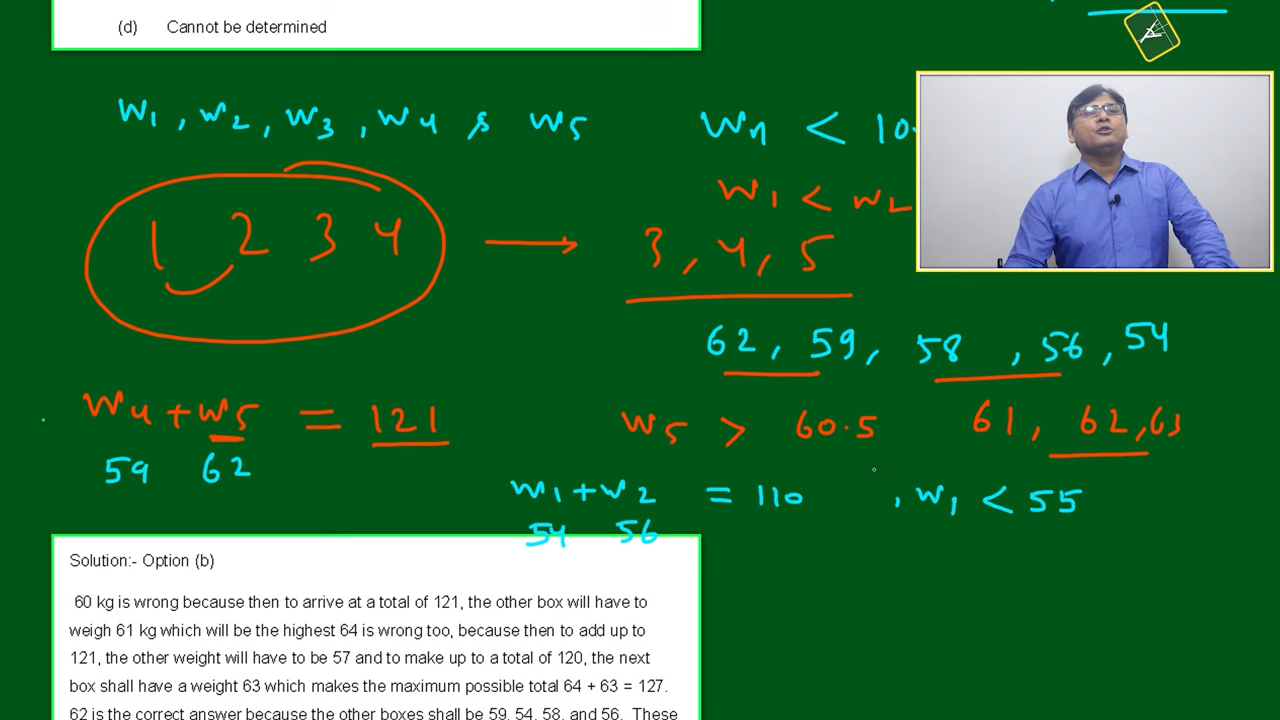 (d) Cannot be determined
W1, W2, W3, W4 & W5
Wn < 10
W1 < W2
1 2 3 4 → 3, 4, 5
62, 59, 58, 56, 54
W4 + W5 = 121
59 62
W5 > 60.5 61, 62, 63
W1 + W2 = 110 , W1 < 55
54 56
Solution:- Option (b)
60 kg is wrong because then to arrive at a total of 121, the other box will have to
weigh 61 kg which will be the highest 64 is wrong too, because then to add up to
121, the other weight will have to be 57 and to make up to a total of 120, the next
box shall have a weight 63 which makes the maximum possible total 64 + 63 = 127.
62 is the correct answer because the other boxes shall be 59, 54, 58, and 56. These